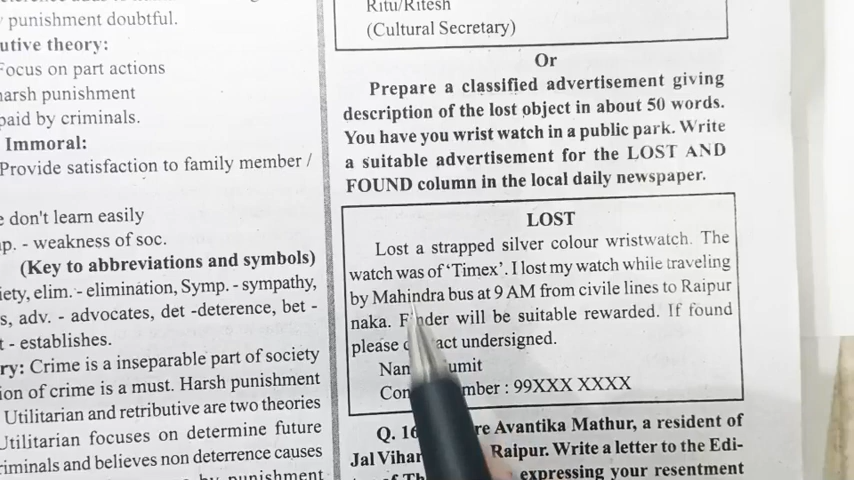 punishment doubtful.
utive theory:
Focus on part actions
harsh punishment
paid by criminals.
Immoral:
Provide satisfaction to family member /
e don't learn easily
p. - weakness of soc.
(Key to abbreviations and symbols)
iety, elim. - elimination, Symp. - sympathy,
s, adv. - advocates, det -deterence, bet -
t - establishes.
ry: Crime is a inseparable part of society
ion of crime is a must. Harsh punishment
Utilitarian and retributive are two theories
Utilitarian focuses on determine future
riminals and believes non deterrence causes
punishment
Ritu/Ritesh
(Cultural Secretary)
Or
Prepare a classified advertisement giving
description of the lost object in about 50 words.
You have you wrist watch in a public park. Write
a suitable advertisement for the LOST AND
FOUND column in the local daily newspaper.
LOST
Lost a strapped silver colour wristwatch. The
watch was of 'Timex'. I lost my watch while traveling
by Mahindra bus at 9 AM from civile lines to Raipur
naka. Finder will be suitable rewarded. If found
please act undersigned.
Nam umit
Con mber : 99XXX XXXX
Q. 16 re Avantika Mathur, a resident of
Jal Vihar Raipur. Write a letter to the Edi-
expressing your resentment